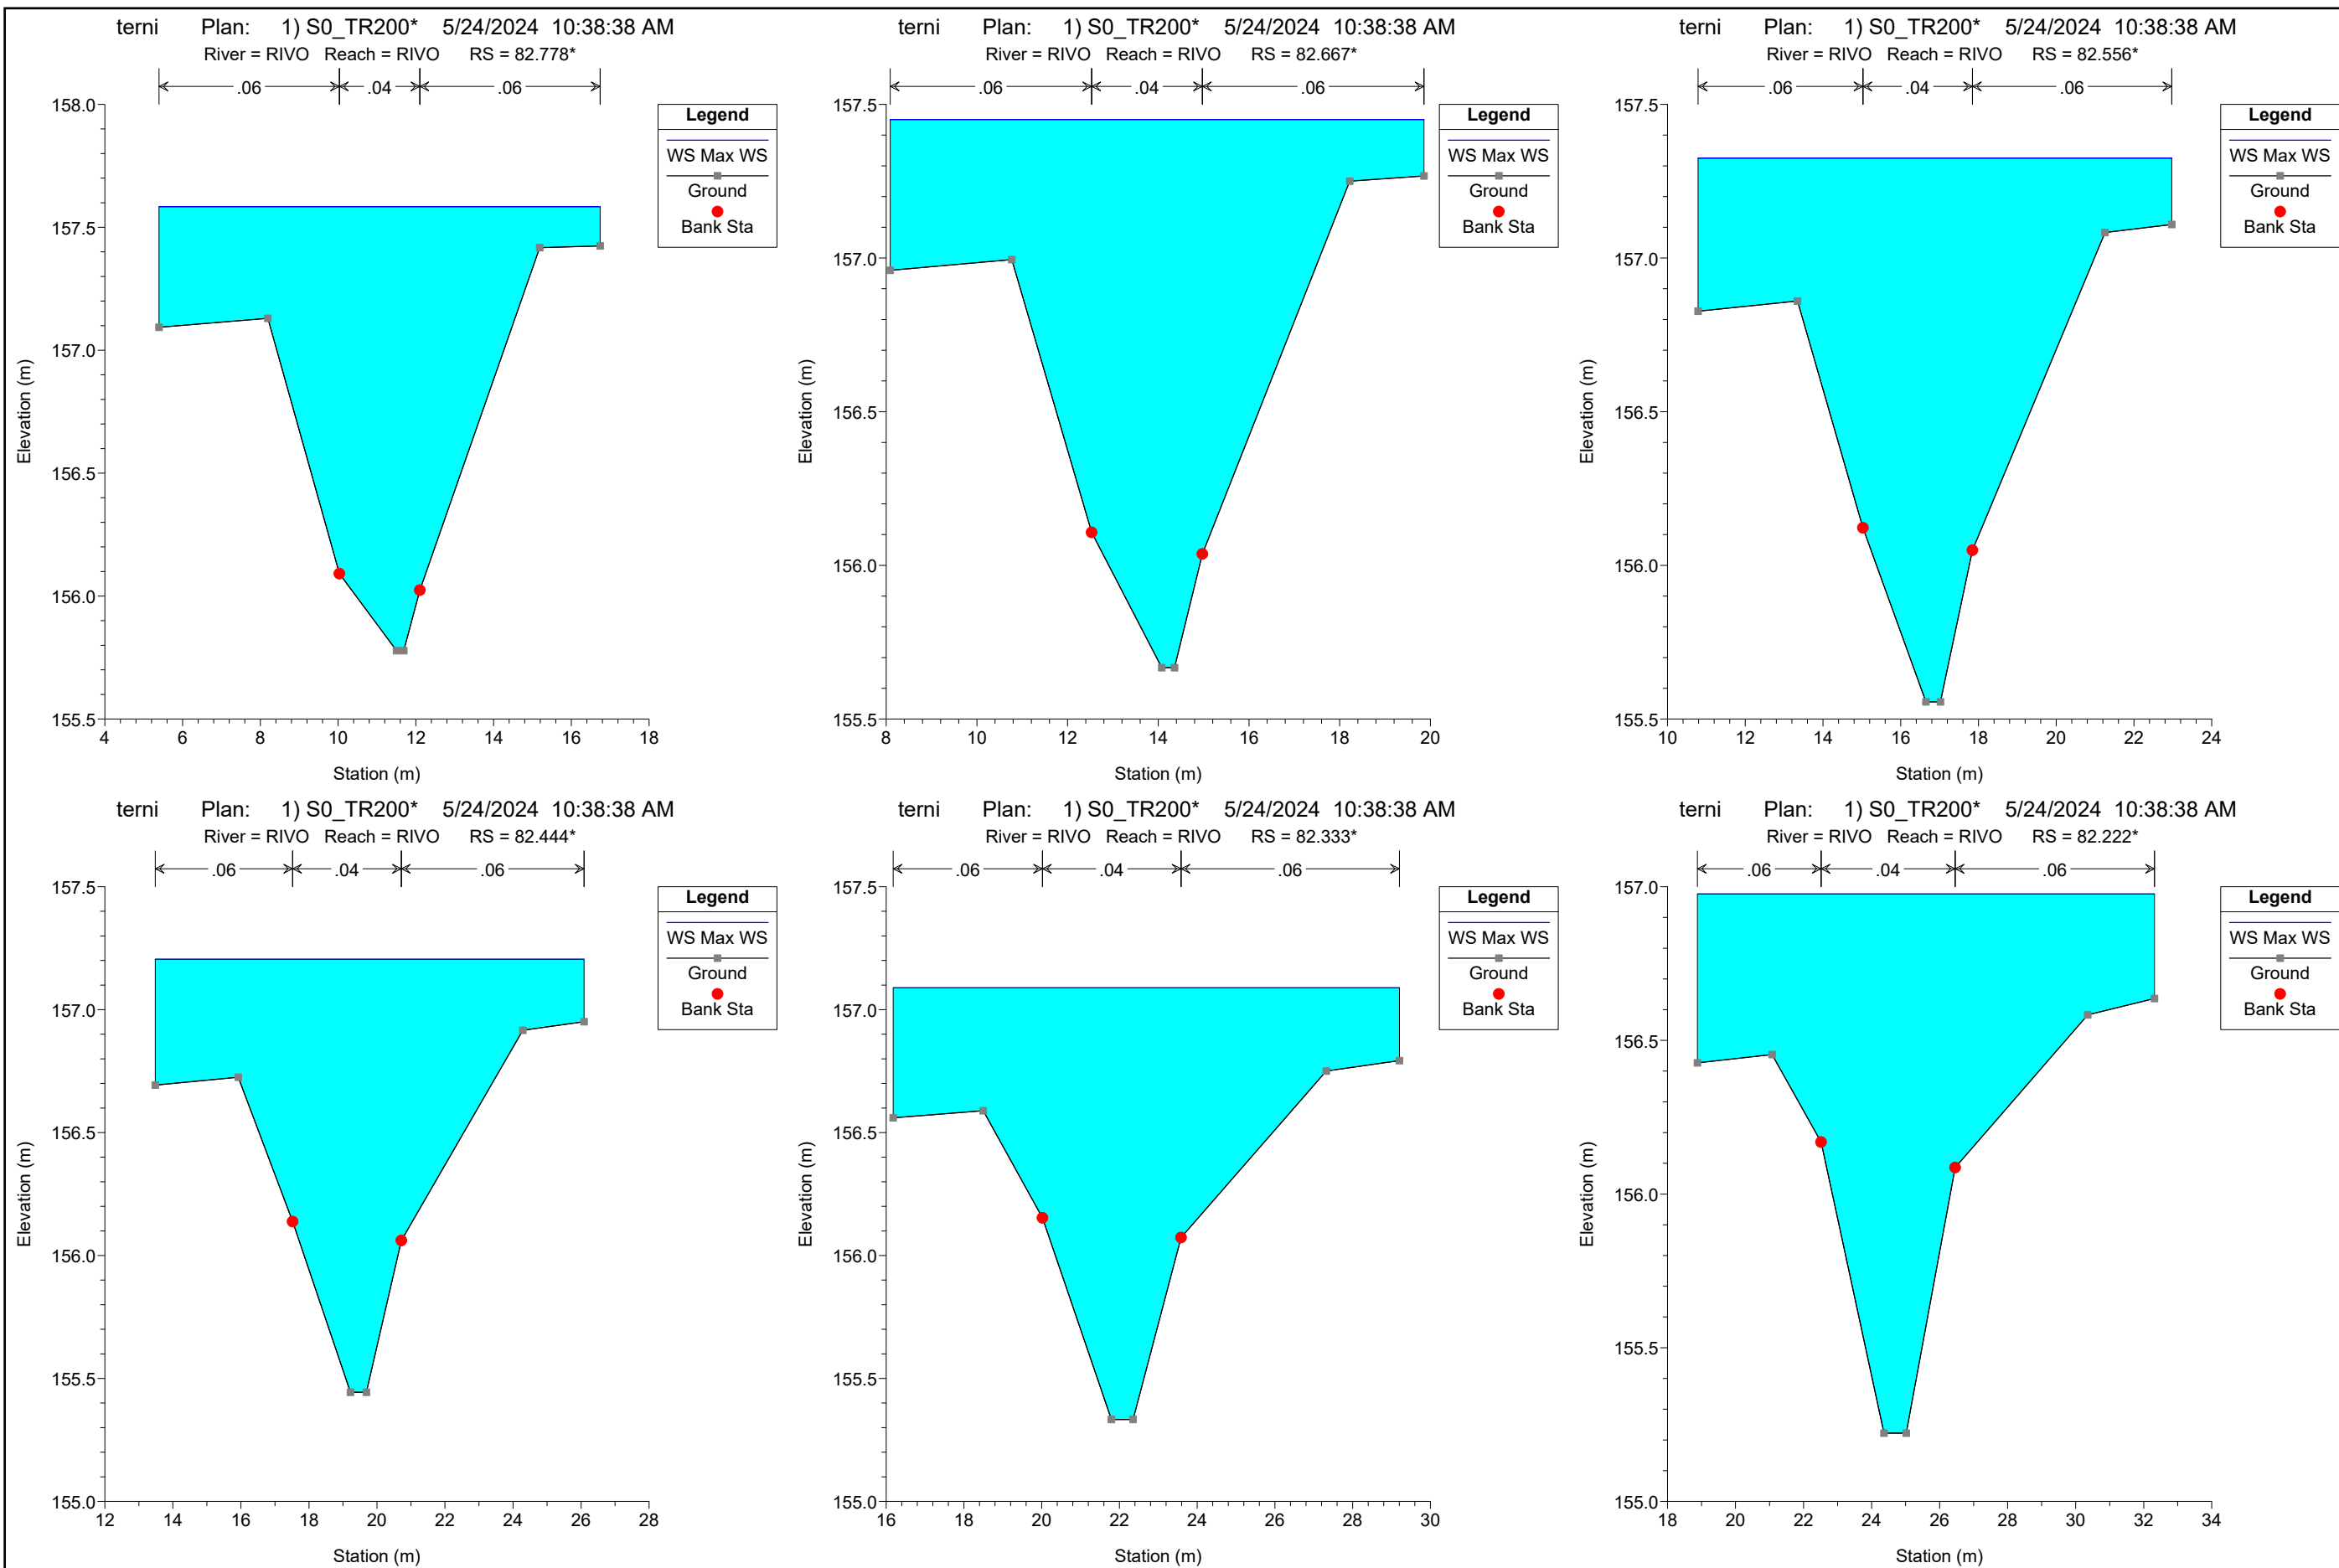 terni Plan: 1) S0_TR200* 5/24/2024 10:38:38 AM
River = RIVO Reach = RIVO RS = 82.778*
.06 .04 .06
158.0
157.5
157.0
156.5
156.0
155.5
Elevation (m)
4 6 8 10 12 14 16 18
Station (m)
Legend
WS Max WS
Ground
Bank Sta
terni Plan: 1) S0_TR200* 5/24/2024 10:38:38 AM
River = RIVO Reach = RIVO RS = 82.667*
.06 .04 .06
157.5
157.0
156.5
156.0
155.5
Elevation (m)
8 10 12 14 16 18 20
Station (m)
Legend
WS Max WS
Ground
Bank Sta
terni Plan: 1) S0_TR200* 5/24/2024 10:38:38 AM
River = RIVO Reach = RIVO RS = 82.556*
.06 .04 .06
157.5
157.0
156.5
156.0
155.5
Elevation (m)
10 12 14 16 18 20 22 24
Station (m)
Legend
WS Max WS
Ground
Bank Sta
terni Plan: 1) S0_TR200* 5/24/2024 10:38:38 AM
River = RIVO Reach = RIVO RS = 82.444*
.06 .04 .06
157.5
157.0
156.5
156.0
155.5
155.0
Elevation (m)
12 14 16 18 20 22 24 26 28
Station (m)
Legend
WS Max WS
Ground
Bank Sta
terni Plan: 1) S0_TR200* 5/24/2024 10:38:38 AM
River = RIVO Reach = RIVO RS = 82.333*
.06 .04 .06
157.5
157.0
156.5
156.0
155.5
155.0
Elevation (m)
16 18 20 22 24 26 28 30
Station (m)
Legend
WS Max WS
Ground
Bank Sta
terni Plan: 1) S0_TR200* 5/24/2024 10:38:38 AM
River = RIVO Reach = RIVO RS = 82.222*
.06 .04 .06
157.0
156.5
156.0
155.5
155.0
Elevation (m)
18 20 22 24 26 28 30 32 34
Station (m)
Legend
WS Max WS
Ground
Bank Sta